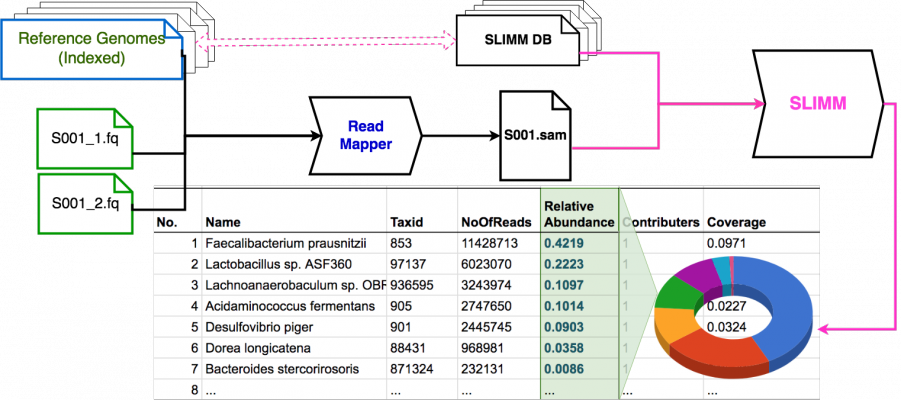 Reference Genomes
(Indexed)
SLIMM DB
SLIMM
S001_1.fq
Read
Mapper
S001.sam
S001_2.fq
No. Name Taxid NoOfReads Relative Abundance Contributers Coverage
1 Faecalibacterium prausnitzii 853 11428713 0.4219 1 0.0971
2 Lactobacillus sp. ASF360 97137 6023070 0.2223 1
3 Lachnoanaerobaculum sp. OBF 936595 3243974 0.1097 1
4 Acidaminococcus fermentans 905 2747650 0.1014 1 0.0227
5 Desulfovibrio piger 901 2445745 0.0903 1 0.0324
6 Dorea longicatena 88431 968981 0.0358 1
7 Bacteroides stercorirosoris 871324 232131 0.0086 1
8 ... ... ... ... ... ...